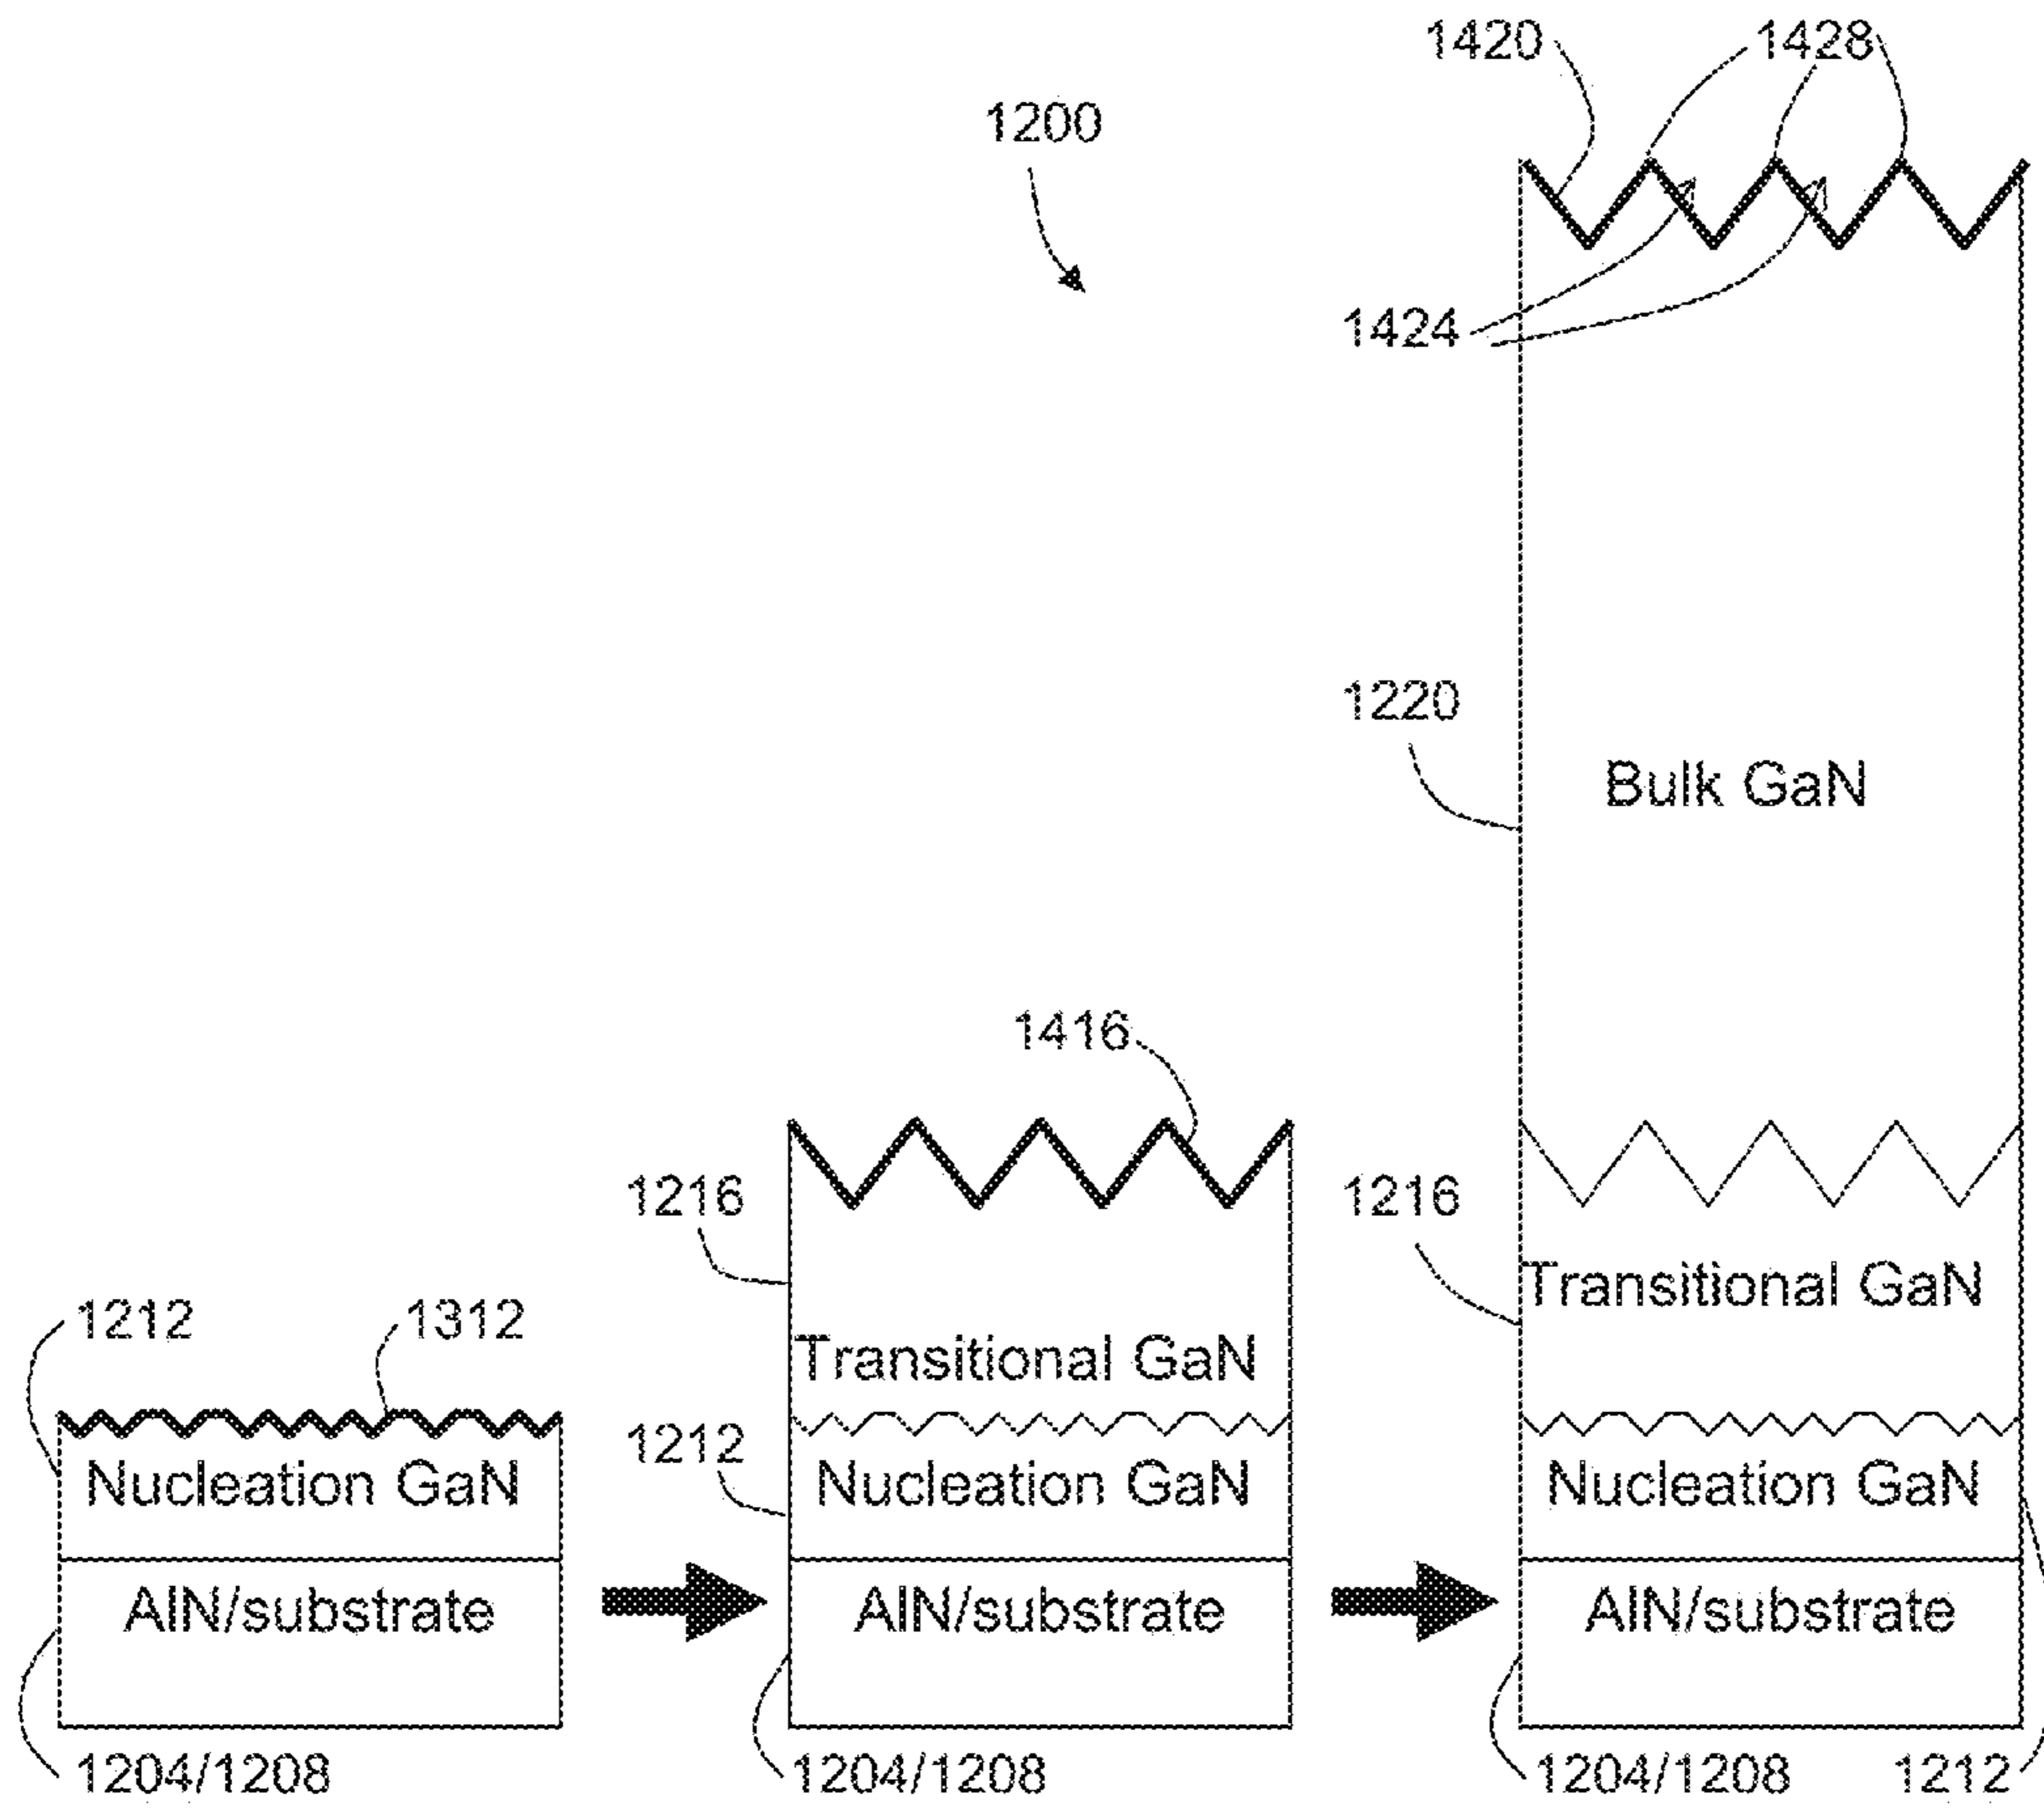 1420
1428
1200
1424
1220
Bulk GaN
1416
1216
1216
Transitional GaN
1212
1312
Transitional GaN
1212
Nucleation GaN
Nucleation GaN
Nucleation GaN
AlN/substrate
AlN/substrate
AlN/substrate
1204/1208
1204/1208
1204/1208
1212